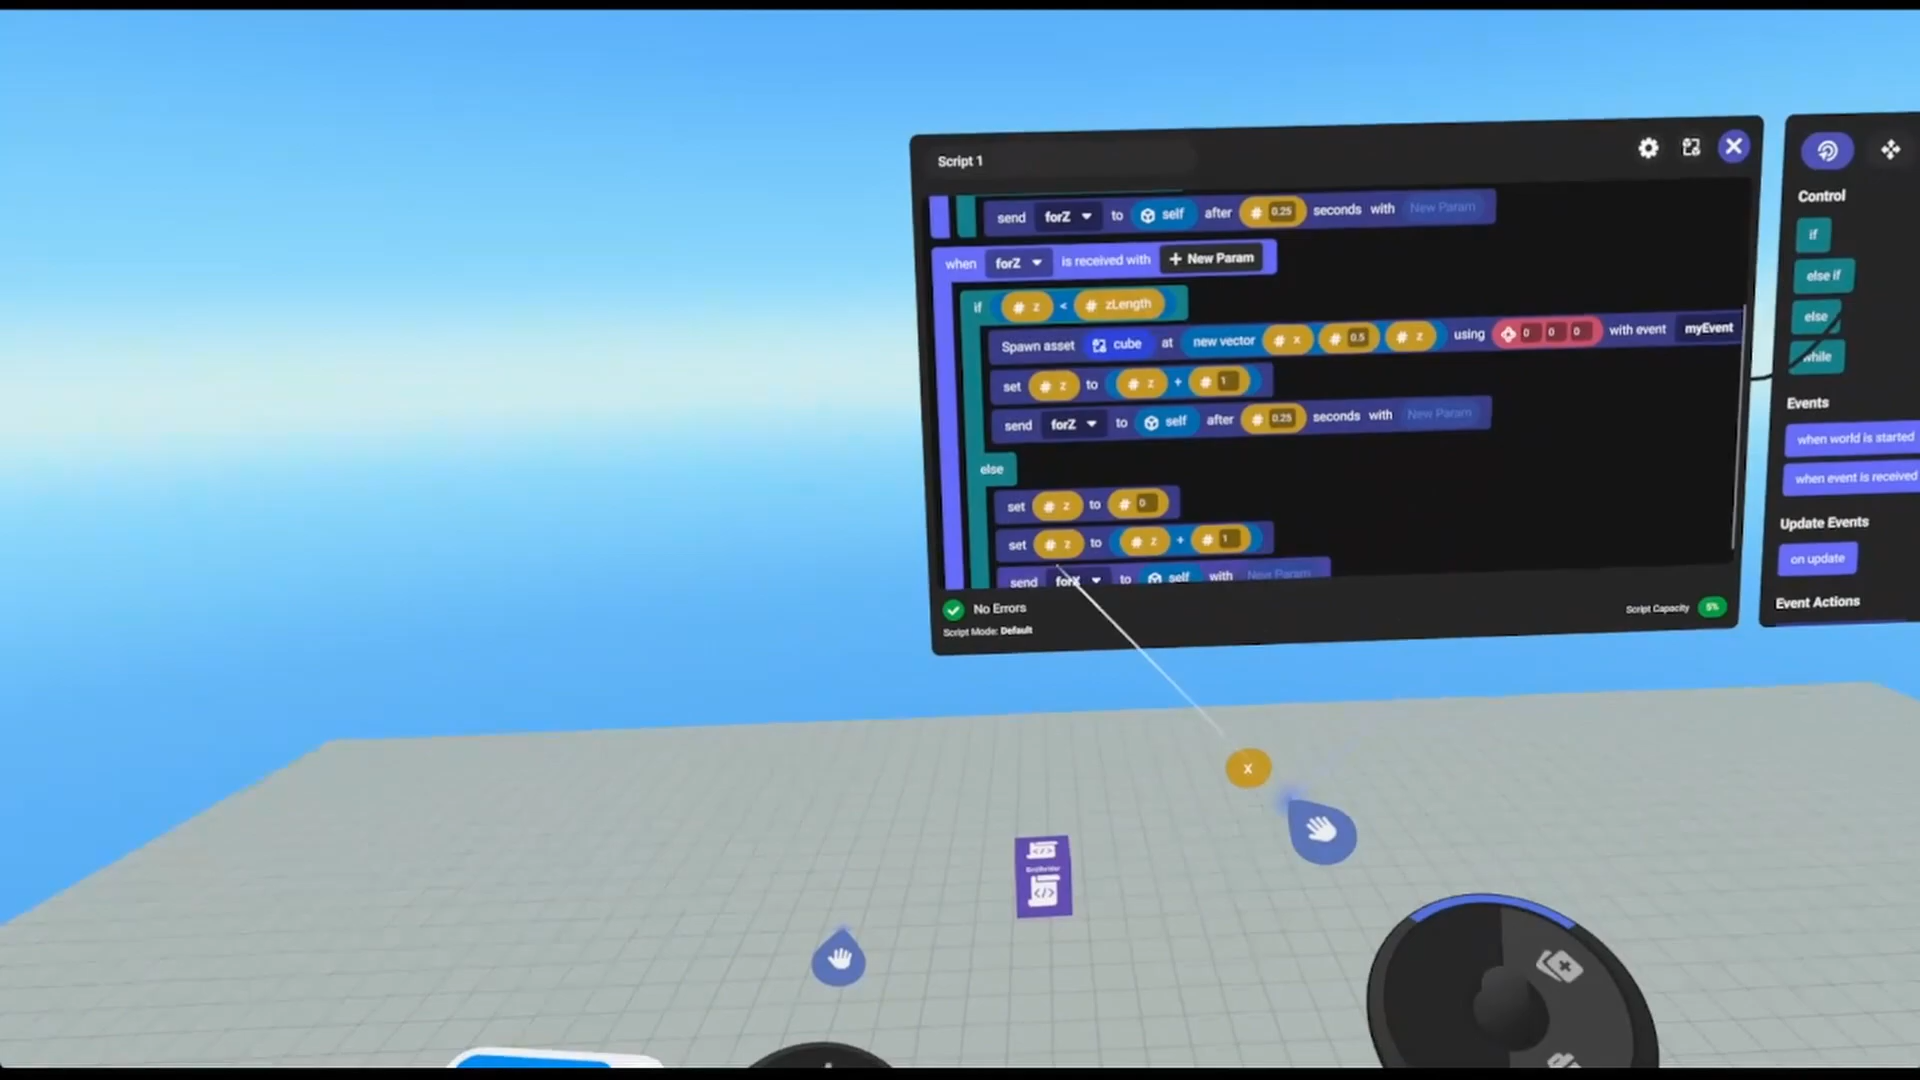 Script 1
send forZ to self after 0.25 seconds with New Param
when forZ is received with + New Param
if # z < # zLength
Spawn asset cube at new vector # x # 0.5 # z using 0 0 0 with event myEvent
set # z to # z + # 1
send forZ to self after # 0.25 seconds with New Param
else
set # z to # 0
set # z to # z + # 1
send forX to self with New Param
No Errors
Script Mode: Default
Script Capacity 5%
Control
if
else if
else
while
Events
when world is started
when event is received
Update Events
on update
Event Actions
x